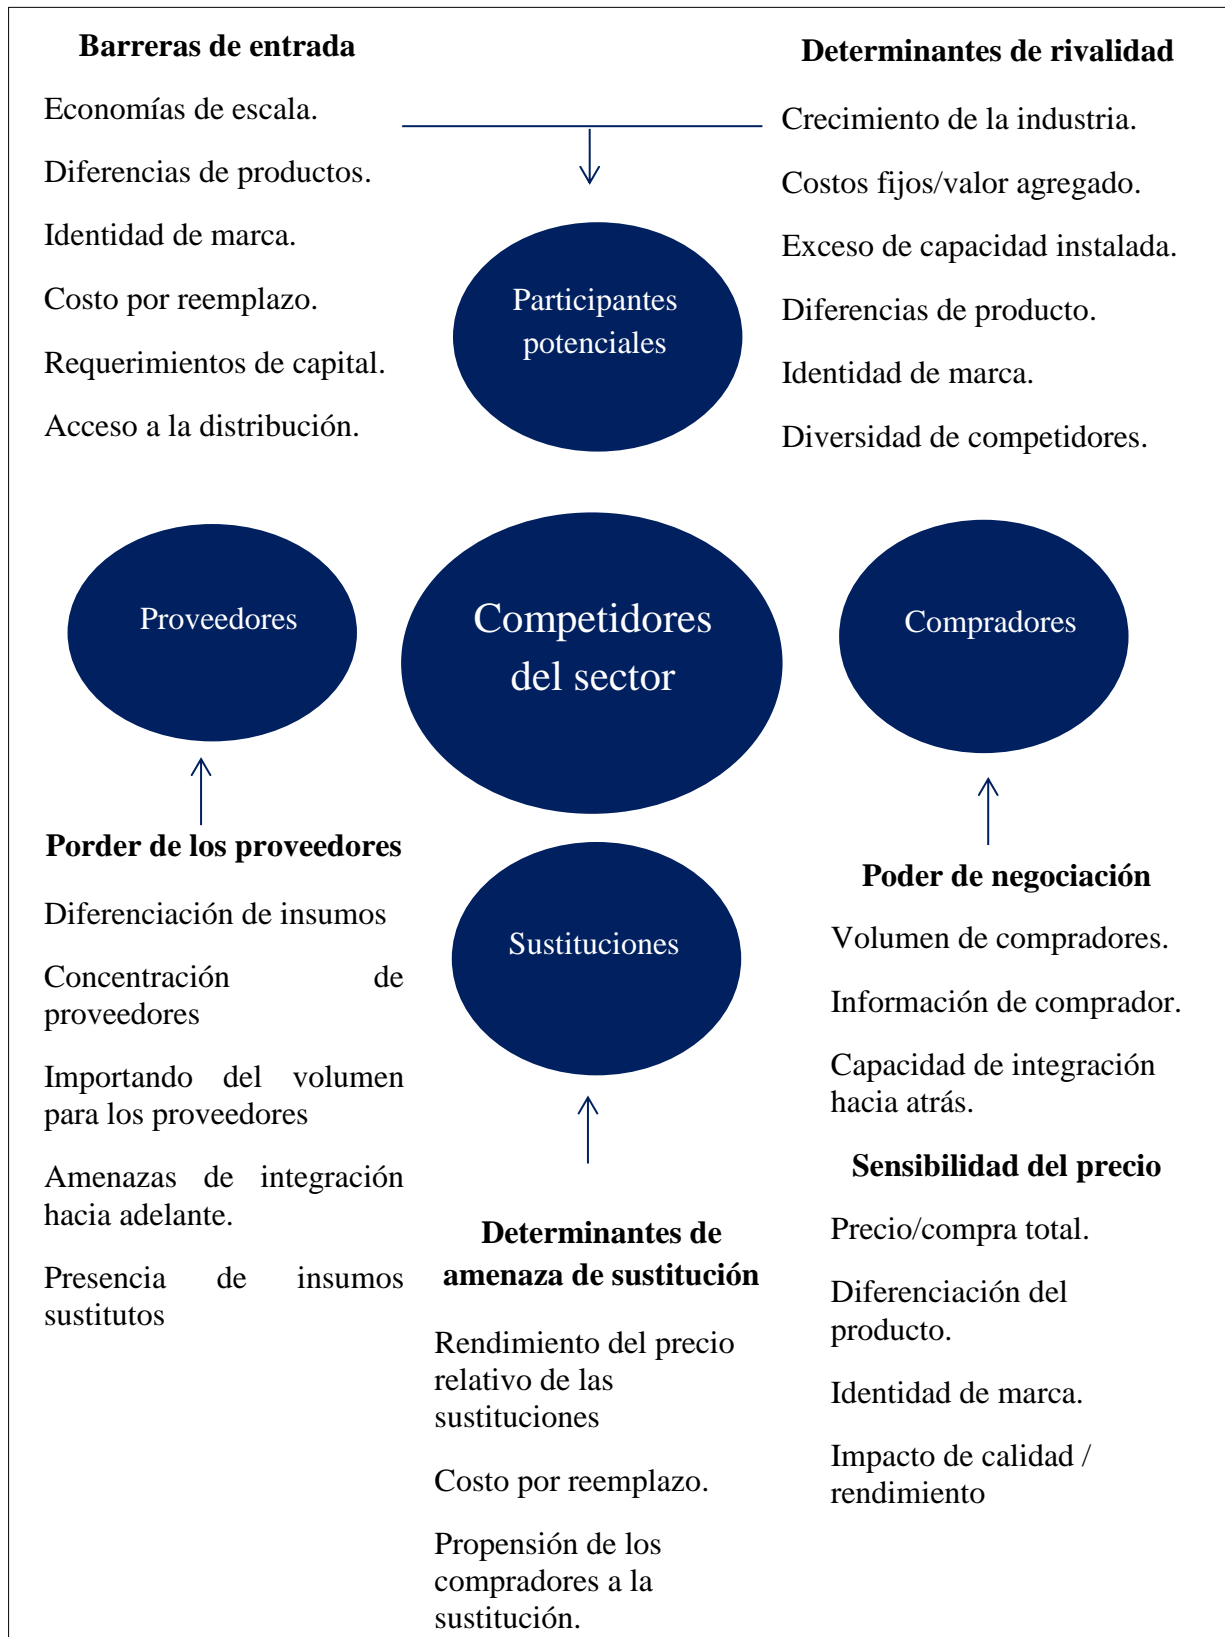 Barreras de entrada
Economías de escala.
Diferencias de productos.
Identidad de marca.
Costo por reemplazo.
Requerimientos de capital.
Acceso a la distribución.
Determinantes de rivalidad
Crecimiento de la industria.
Costos fijos/valor agregado.
Exceso de capacidad instalada.
Diferencias de producto.
Identidad de marca.
Diversidad de competidores.
Participantes
potenciales
Proveedores
Competidores
del sector
Compradores
Porder de los proveedores
Diferenciación de insumos
Concentración de
proveedores
Importando del volumen
para los proveedores
Amenazas de integración
hacia adelante.
Presencia de insumos
sustitutos
Sustituciones
Determinantes de
amenaza de sustitución
Rendimiento del precio
relativo de las
sustituciones
Costo por reemplazo.
Propensión de los
compradores a la
sustitución.
Poder de negociación
Volumen de compradores.
Información de comprador.
Capacidad de integración
hacia atrás.
Sensibilidad del precio
Precio/compra total.
Diferenciación del
producto.
Identidad de marca.
Impacto de calidad /
rendimiento